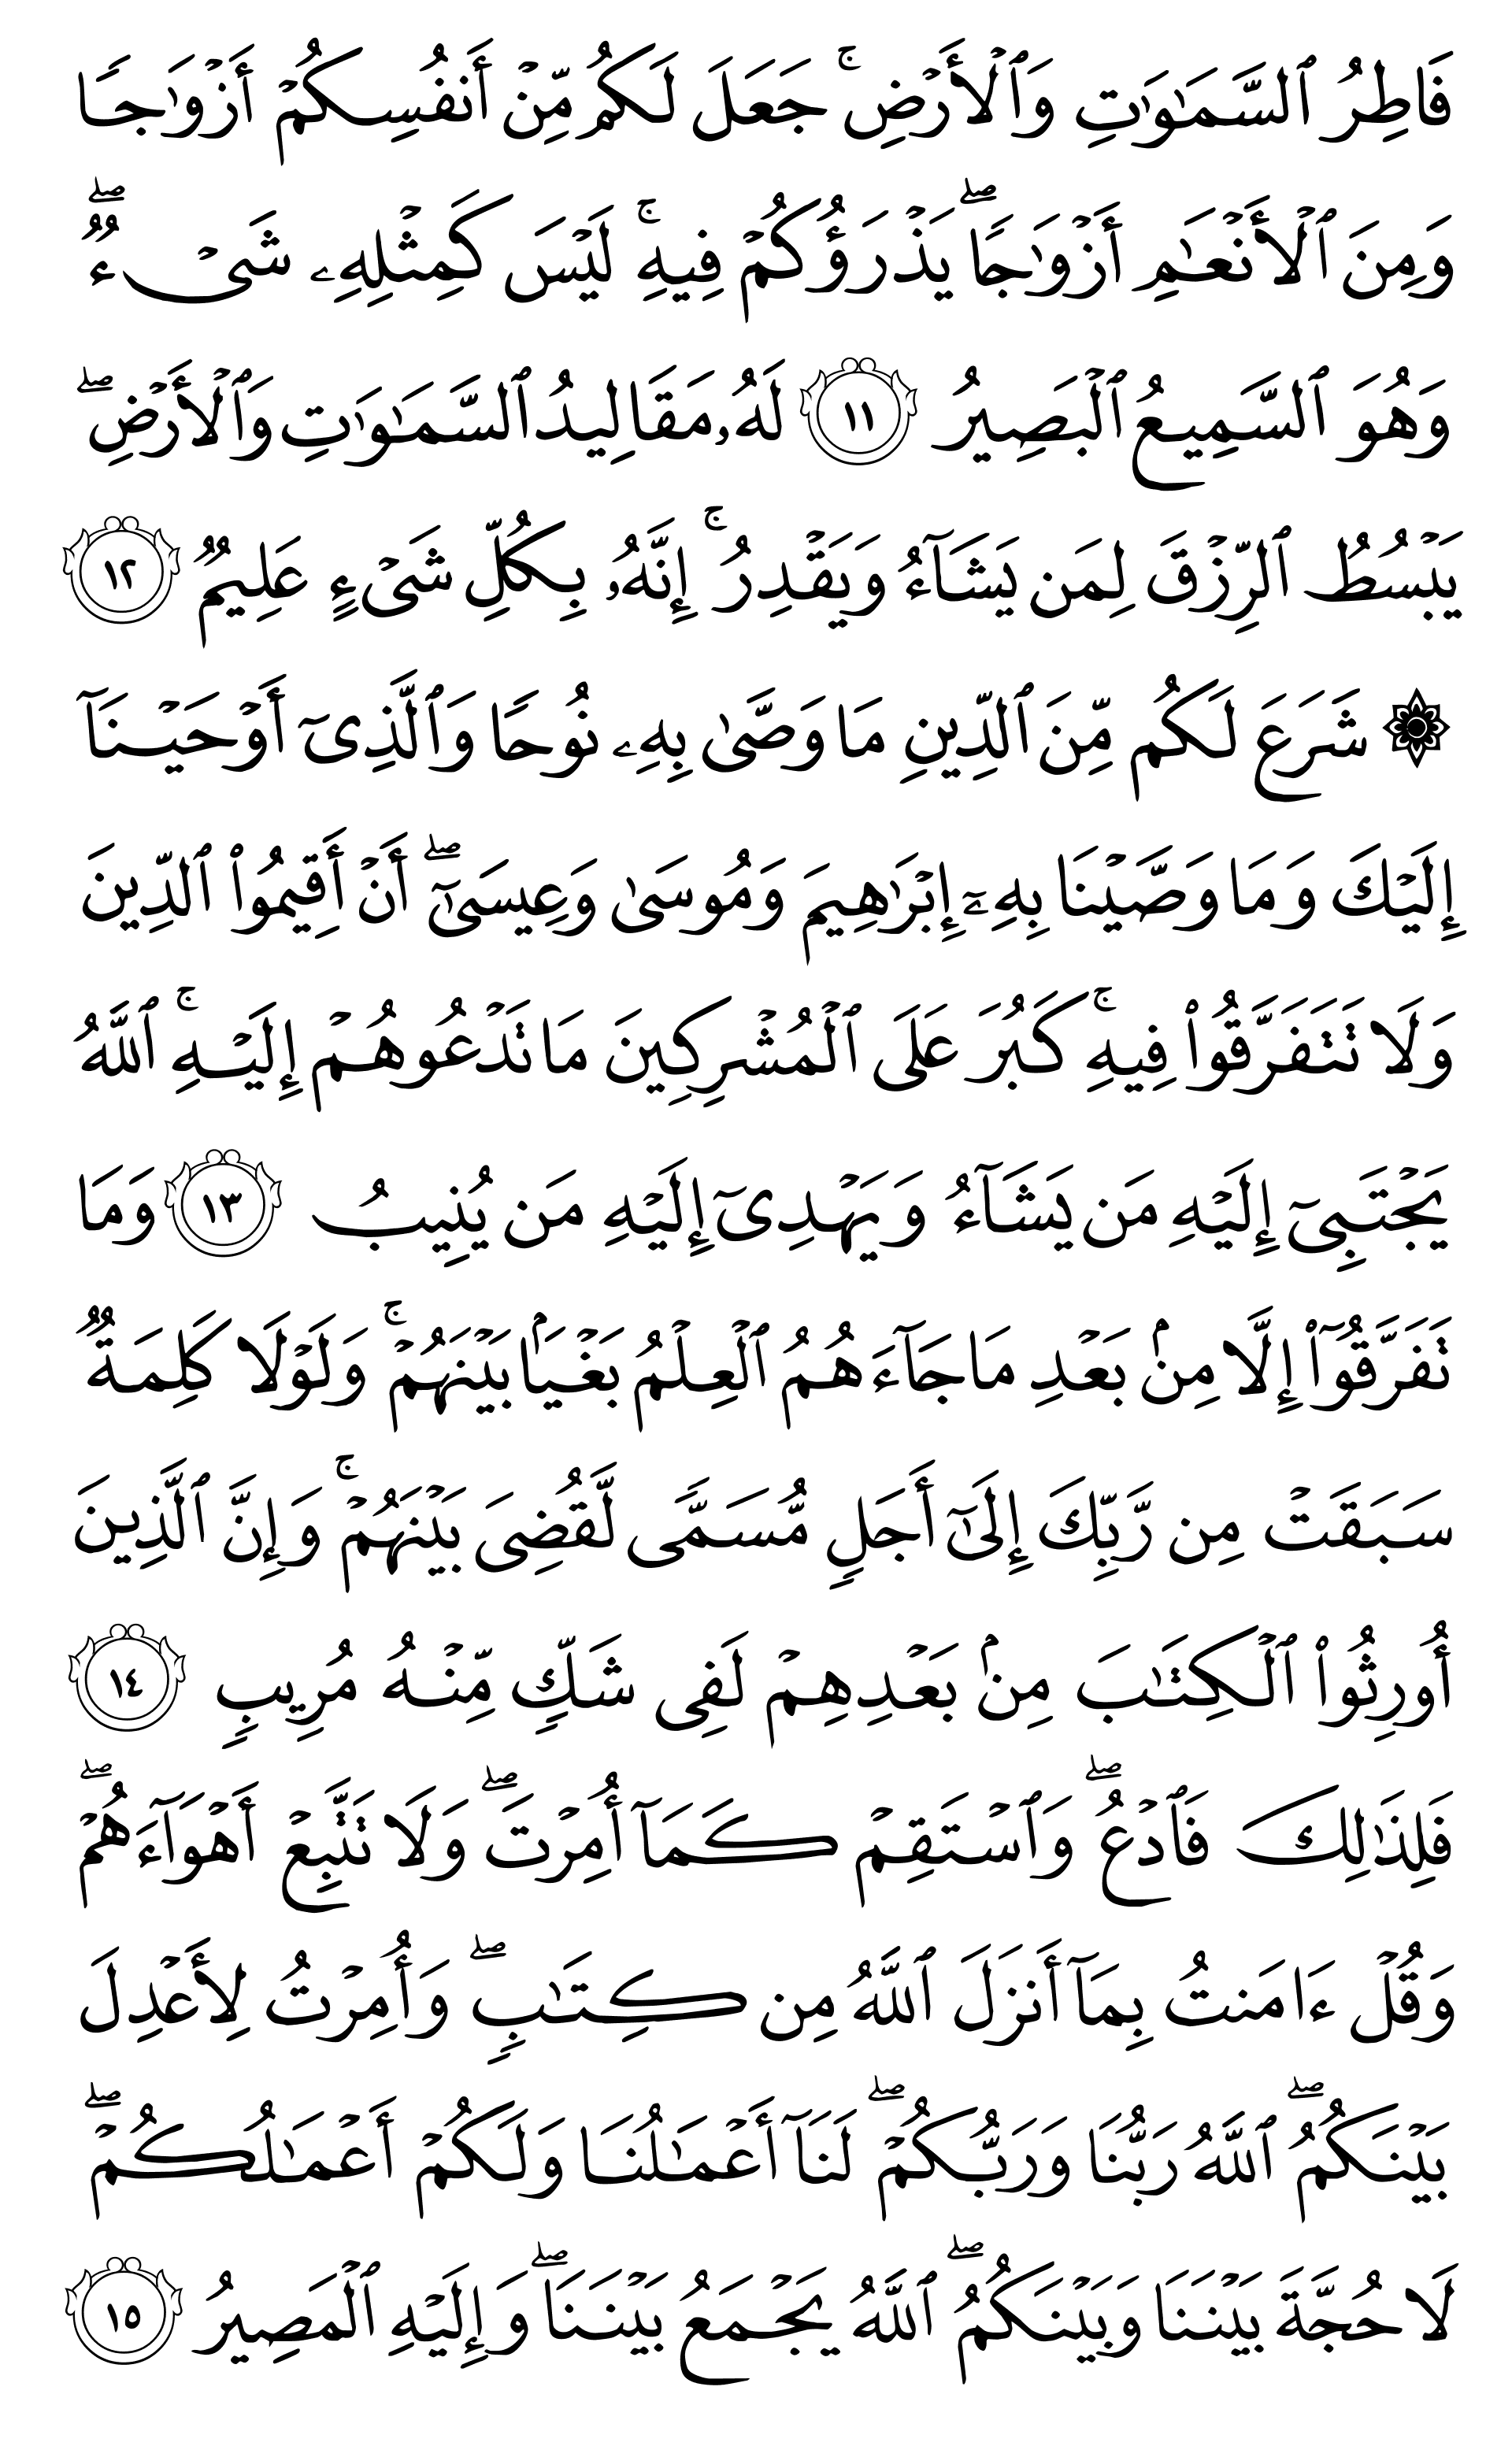 فَاطِرُ ٱلسَّمَٰوَٰتِ وَٱلۡأَرۡضِۚ جَعَلَ لَكُم مِّنۡ أَنفُسِكُمۡ أَزۡوَٰجٗا
وَمِنَ ٱلۡأَنۡعَٰمِ أَزۡوَٰجٗا يَذۡرَؤُكُمۡ فِيهِۚ لَيۡسَ كَمِثۡلِهِۦ شَيۡءٞۖ
وَهُوَ ٱلسَّمِيعُ ٱلۡبَصِيرُ ١١ لَهُۥ مَقَالِيدُ ٱلسَّمَٰوَٰتِ وَٱلۡأَرۡضِۖ
يَبۡسُطُ ٱلرِّزۡقَ لِمَن يَشَآءُ وَيَقۡدِرُۚ إِنَّهُۥ بِكُلِّ شَيۡءٍ عَلِيمٞ ١٢
۞ شَرَعَ لَكُم مِّنَ ٱلدِّينِ مَا وَصَّىٰ بِهِۦ نُوحٗا وَٱلَّذِيٓ أَوۡحَيۡنَآ
إِلَيۡكَ وَمَا وَصَّيۡنَا بِهِۦٓ إِبۡرَٰهِيمَ وَمُوسَىٰ وَعِيسَىٰٓۖ أَنۡ أَقِيمُواْ ٱلدِّينَ
وَلَا تَتَفَرَّقُواْ فِيهِۚ كَبُرَ عَلَى ٱلۡمُشۡرِكِينَ مَا تَدۡعُوهُمۡ إِلَيۡهِۚ ٱللَّهُ
يَجۡتَبِيٓ إِلَيۡهِ مَن يَشَآءُ وَيَهۡدِيٓ إِلَيۡهِ مَن يُنِيبُ ١٣ وَمَا
تَفَرَّقُوٓاْ إِلَّا مِنۢ بَعۡدِ مَا جَآءَهُمُ ٱلۡعِلۡمُ بَغۡيَۢا بَيۡنَهُمۡۚ وَلَوۡلَا كَلِمَةٞ
سَبَقَتۡ مِن رَّبِّكَ إِلَىٰٓ أَجَلٖ مُّسَمّٗى لَّقُضِيَ بَيۡنَهُمۡۚ وَإِنَّ ٱلَّذِينَ
أُورِثُواْ ٱلۡكِتَٰبَ مِنۢ بَعۡدِهِمۡ لَفِي شَكّٖ مِّنۡهُ مُرِيبٖ ١٤
فَلِذَٰلِكَ فَٱدۡعُۖ وَٱسۡتَقِمۡ كَمَآ أُمِرۡتَۖ وَلَا تَتَّبِعۡ أَهۡوَآءَهُمۡۖ
وَقُلۡ ءَامَنتُ بِمَآ أَنزَلَ ٱللَّهُ مِن كِتَٰبٖۖ وَأُمِرۡتُ لِأَعۡدِلَ
بَيۡنَكُمُۖ ٱللَّهُ رَبُّنَا وَرَبُّكُمۡۖ لَنَآ أَعۡمَٰلُنَا وَلَكُمۡ أَعۡمَٰلُكُمۡۖ
لَا حُجَّةَ بَيۡنَنَا وَبَيۡنَكُمُۖ ٱللَّهُ يَجۡمَعُ بَيۡنَنَاۖ وَإِلَيۡهِ ٱلۡمَصِيرُ ١٥